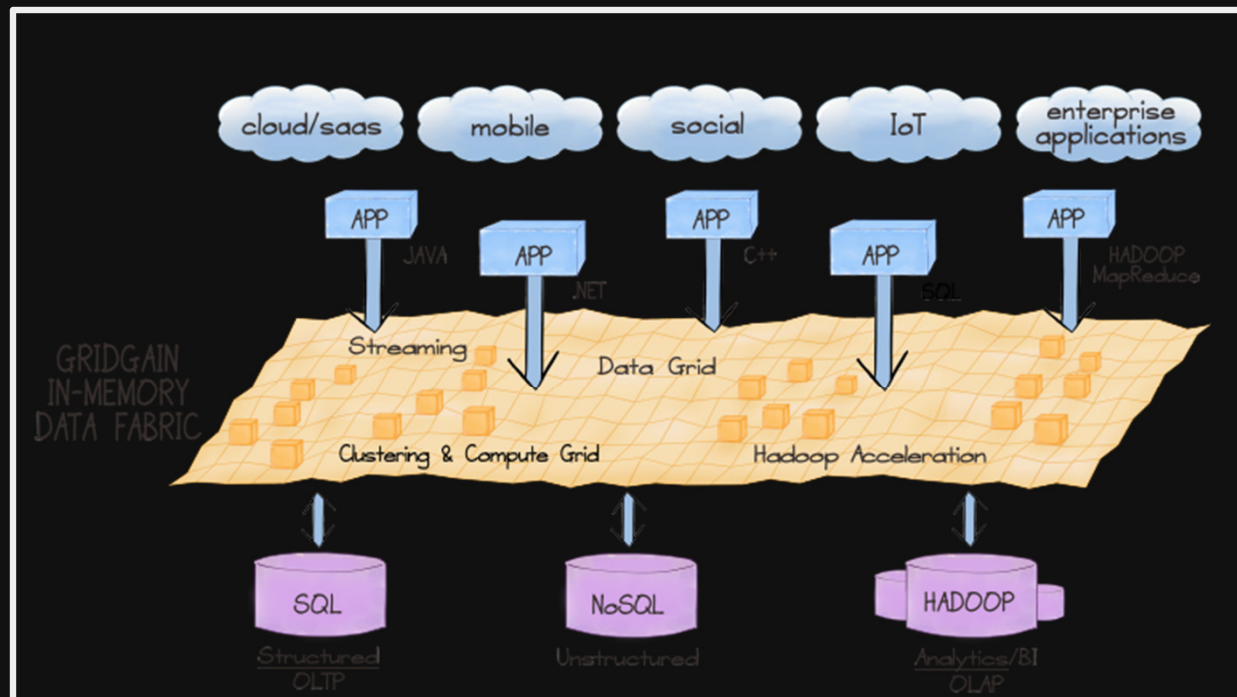 cloud/saas
mobile
social
IoT
enterprise
applications
APP
APP
APP
APP
APP
JAVA
.NET
C++
SQL
HADOOP
MapReduce
GRIDGAIN
IN-MEMORY
DATA FABRIC
Streaming
Data Grid
Clustering & Compute Grid
Hadoop Acceleration
SQL
NoSQL
HADOOP
Structured
OLTP
Unstructured
Analytics/BI
OLAP